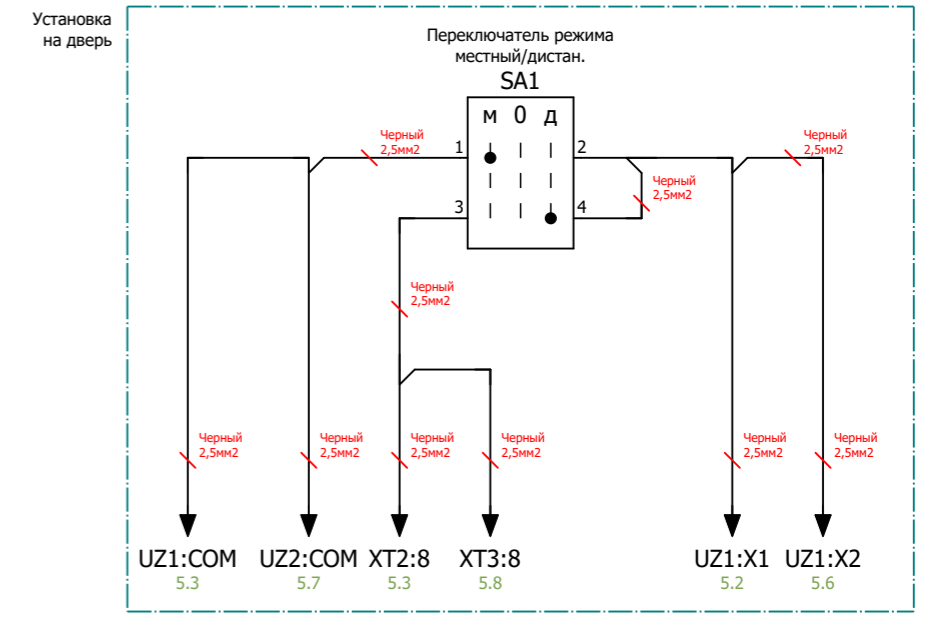 Установка
на дверь
Переключатель режима
местный/дистан.
SA1
м 0 д
Черный
2,5мм2
1
2
Черный
2,5мм2
Черный
2,5мм2
3
4
Черный
2,5мм2
Черный
2,5мм2
Черный
2,5мм2
Черный
2,5мм2
Черный
2,5мм2
Черный
2,5мм2
Черный
2,5мм2
UZ1:COM
5.3
UZ2:COM
5.7
XT2:8
5.3
XT3:8
5.8
UZ1:X1
5.2
UZ1:X2
5.6